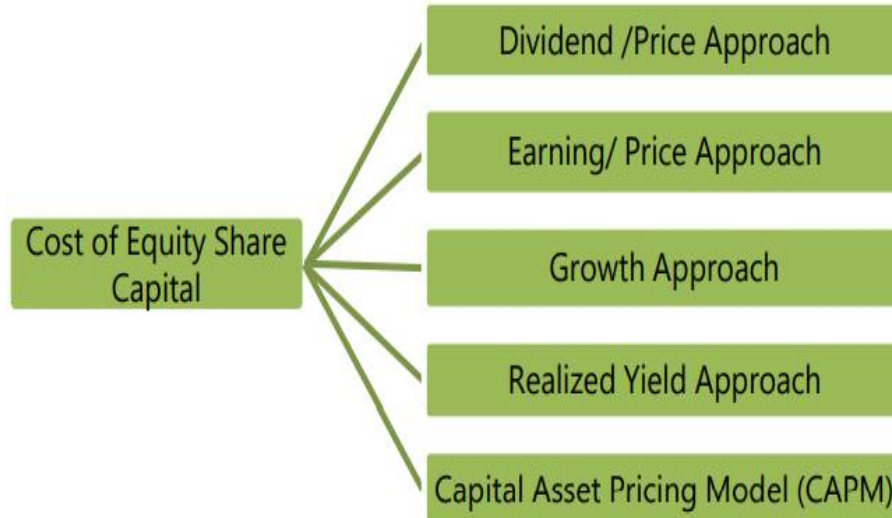 Dividend /Price Approach
Earning/ Price Approach
Cost of Equity Share
Capital
Growth Approach
Realized Yield Approach
Capital Asset Pricing Model (CAPM)